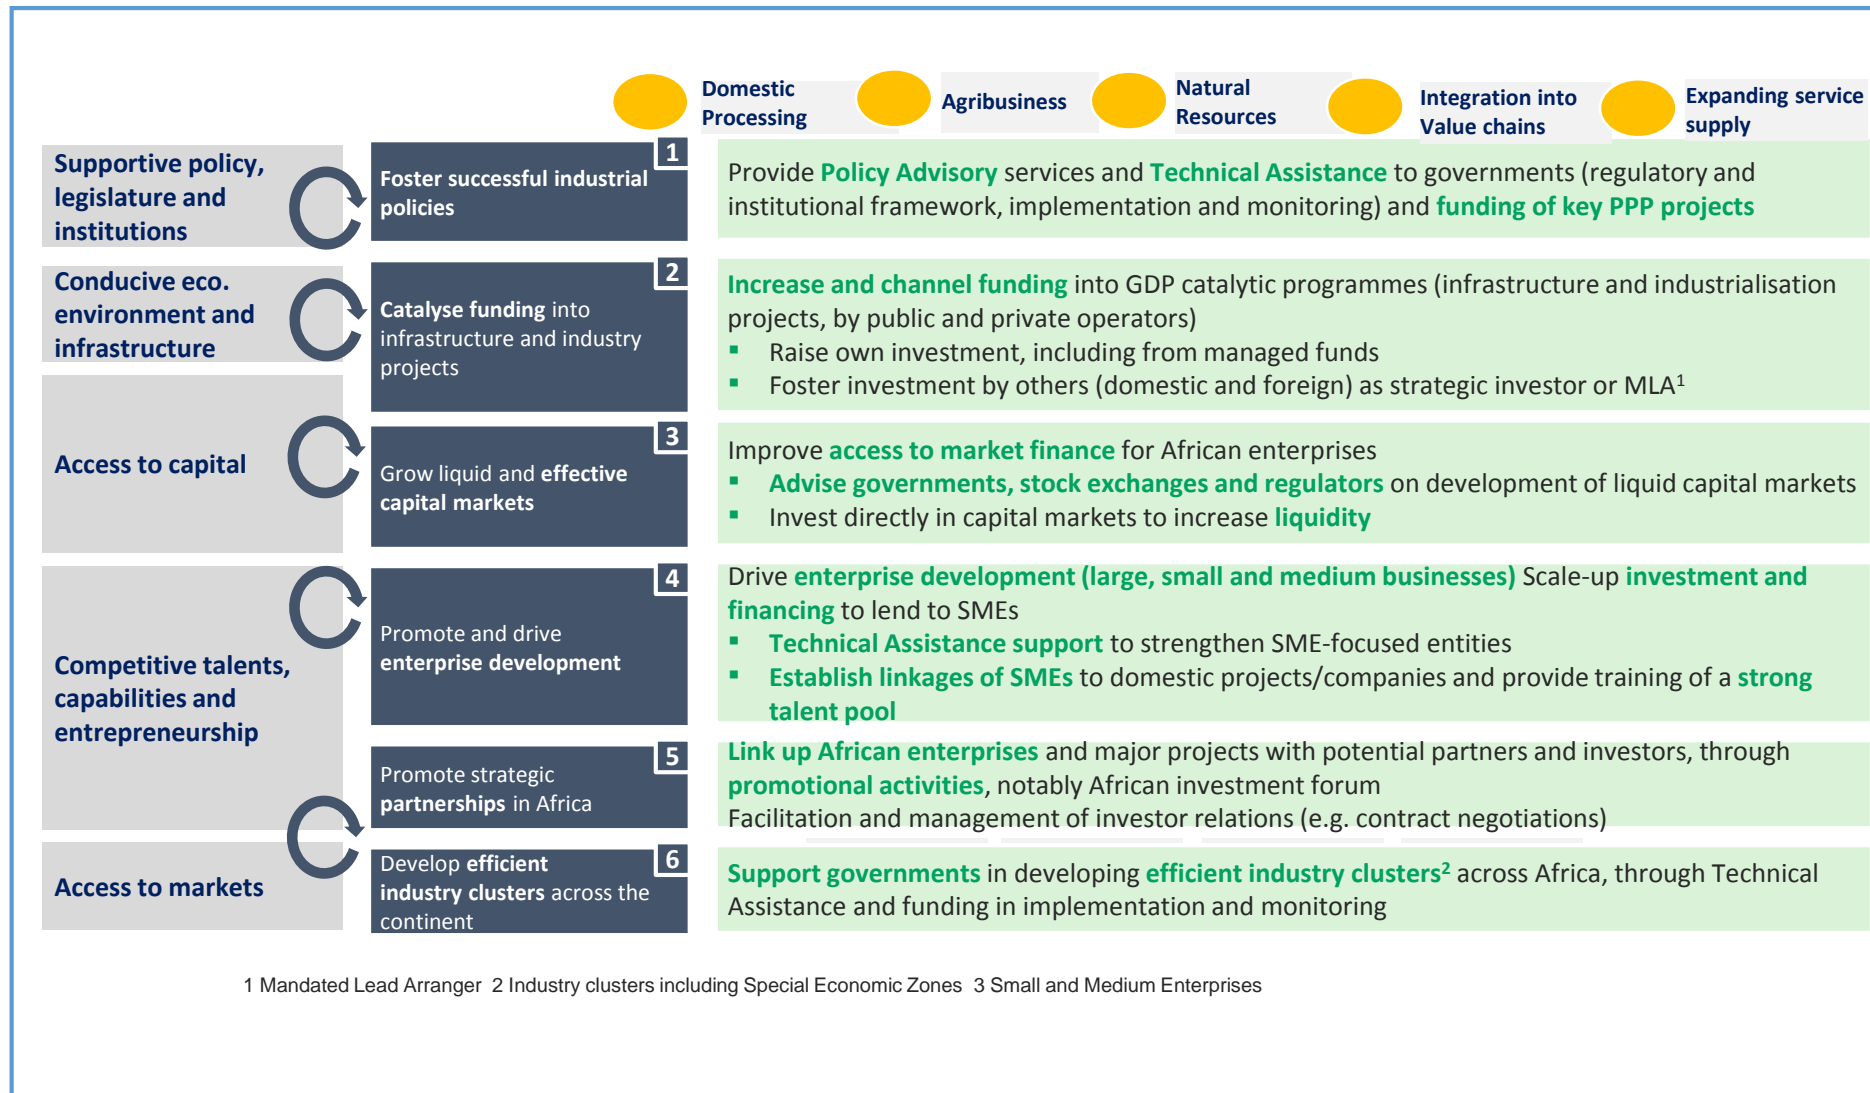 Domestic
Processing
Agribusiness
Natural
Resources
Integration into
Value chains
Expanding service
supply
Supportive policy,
legislature and
institutions
Foster successful industrial
policies
1
Provide Policy Advisory services and Technical Assistance to governments (regulatory and
institutional framework, implementation and monitoring) and funding of key PPP projects
Conducive eco.
environment and
infrastructure
Catalyse funding into
infrastructure and industry
projects
2
Increase and channel funding into GDP catalytic programmes (infrastructure and industrialisation
projects, by public and private operators)
▪ Raise own investment, including from managed funds
▪ Foster investment by others (domestic and foreign) as strategic investor or MLA¹
Access to capital
Grow liquid and effective
capital markets
3
Improve access to market finance for African enterprises
▪ Advise governments, stock exchanges and regulators on development of liquid capital markets
▪ Invest directly in capital markets to increase liquidity
Competitive talents,
capabilities and
entrepreneurship
Promote and drive
enterprise development
4
Drive enterprise development (large, small and medium businesses) Scale-up investment and
financing to lend to SMEs
▪ Technical Assistance support to strengthen SME-focused entities
▪ Establish linkages of SMEs to domestic projects/companies and provide training of a strong
talent pool
Promote strategic
partnerships in Africa
5
Link up African enterprises and major projects with potential partners and investors, through
promotional activities, notably African investment forum
Facilitation and management of investor relations (e.g. contract negotiations)
Access to markets
Develop efficient
industry clusters across the
continent
6
Support governments in developing efficient industry clusters² across Africa, through Technical
Assistance and funding in implementation and monitoring
1 Mandated Lead Arranger 2 Industry clusters including Special Economic Zones 3 Small and Medium Enterprises